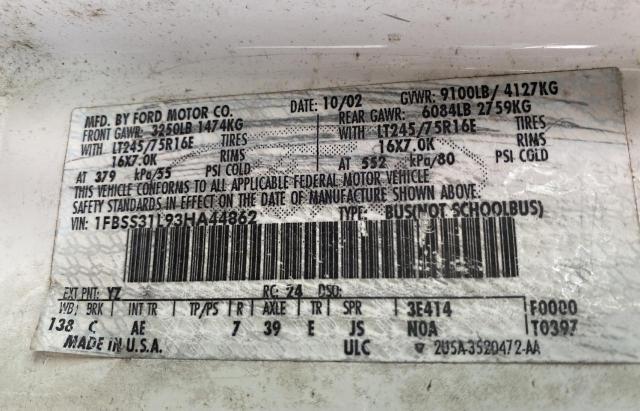 MFD. BY FORD MOTOR CO.
DATE: 10/02
GVWR: 9100LB/ 4127KG
FRONT GAWR: 3250LB 1474KG
REAR GAWR: 6084LB 2759KG
WITH LT245/75R16E TIRES
WITH LT245/75R16E TIRES
16X7.0K RIMS
16X7.0K RIMS
AT 379 kPa/55 PSI COLD
AT 552 kPa/80 PSI COLD
THIS VEHICLE CONFORMS TO ALL APPLICABLE FEDERAL MOTOR VEHICLE
SAFETY STANDARDS IN EFFECT ON THE DATE OF MANUFACTURE SHOWN ABOVE.
VIN: 1FBSS31L93HA44862
TYPE: BUS(NOT SCHOOLBUS)
EXT PNT: YZ RC: 24 DSO:
WB BRK INT TR TP/PS R AXLE TR SPR 3E414 F0000
138 C AE 7 39 E JS NOA T0397
MADE IN U.S.A. ULC 2USA-3520472-AA